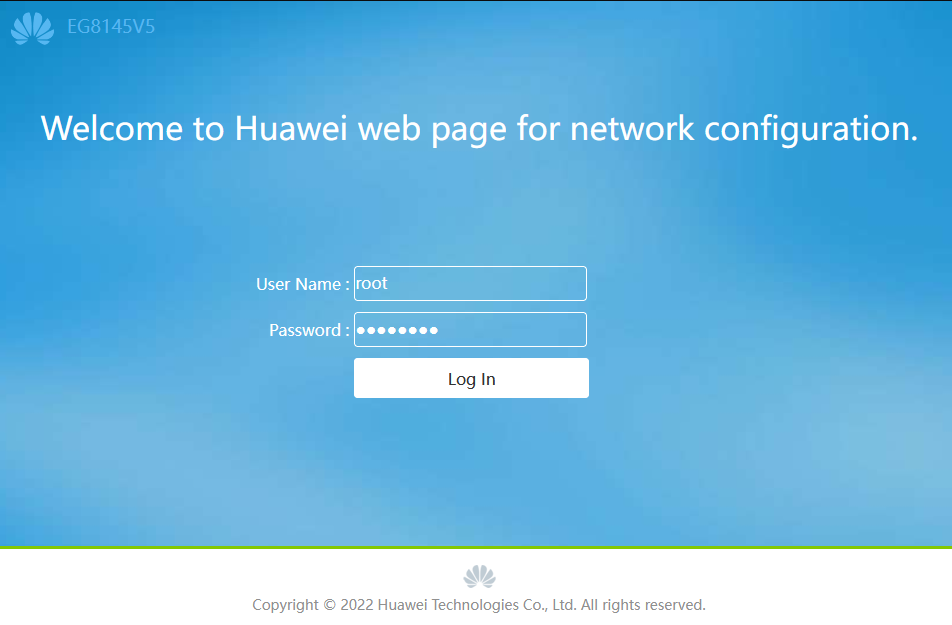 EG8145V5
Welcome to Huawei web page for network configuration.
User Name : root
Password : ••••••••
Log In
Copyright © 2022 Huawei Technologies Co., Ltd. All rights reserved.